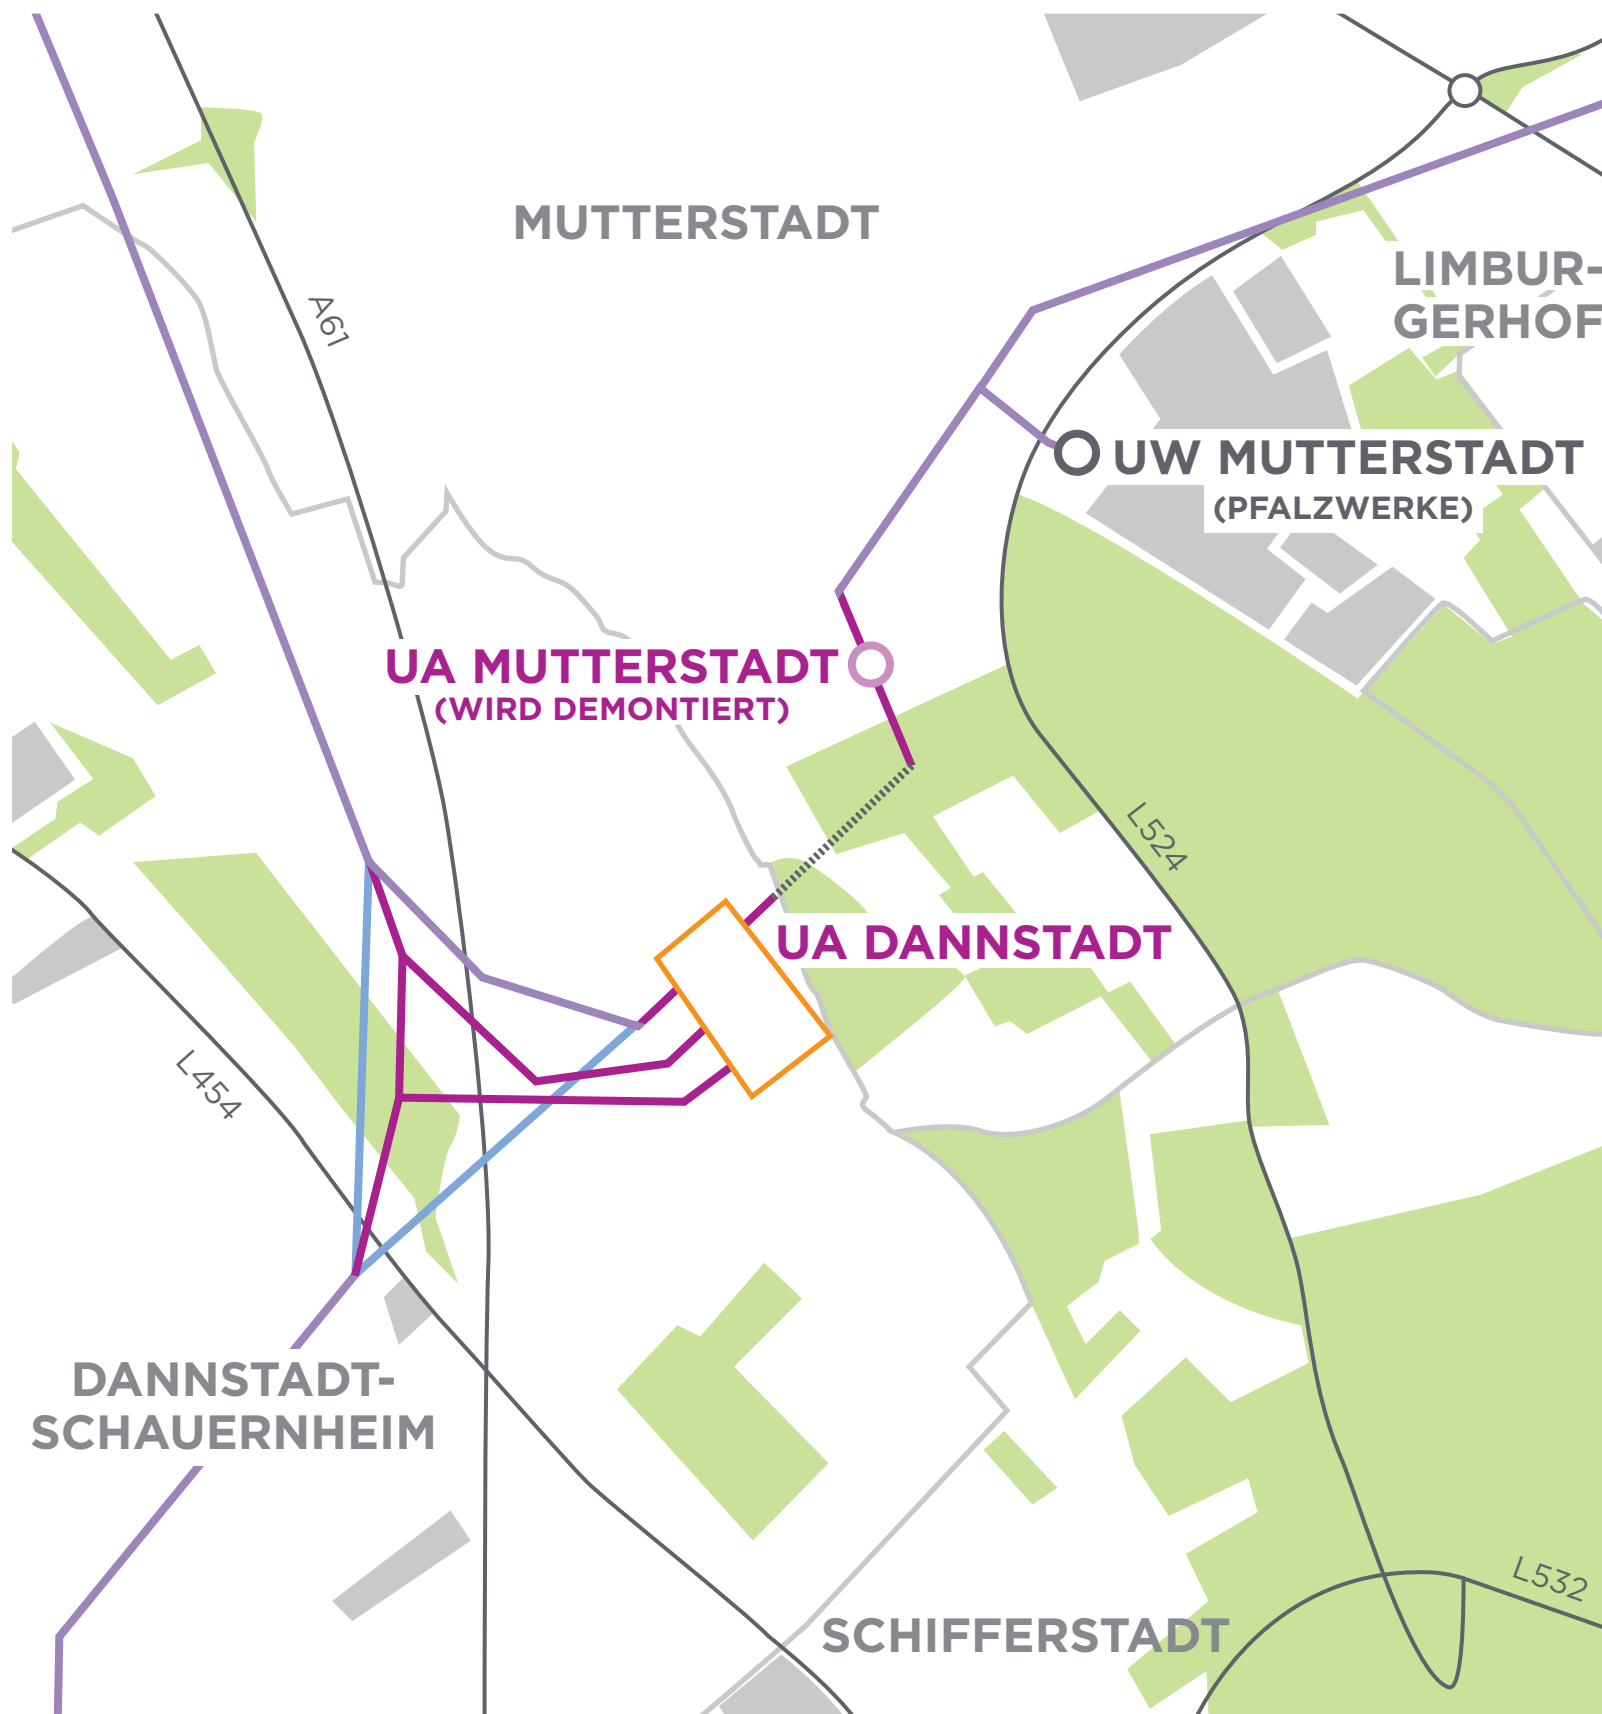 MUTTERSTADT
LIMBUR-
GERHOF
A61
UW MUTTERSTADT
(PFALZWERKE)
UA MUTTERSTADT
(WIRD DEMONTIERT)
L524
UA DANNSTADT
L454
DANNSTADT-
SCHAUERNHEIM
L532
SCHIFFERSTADT